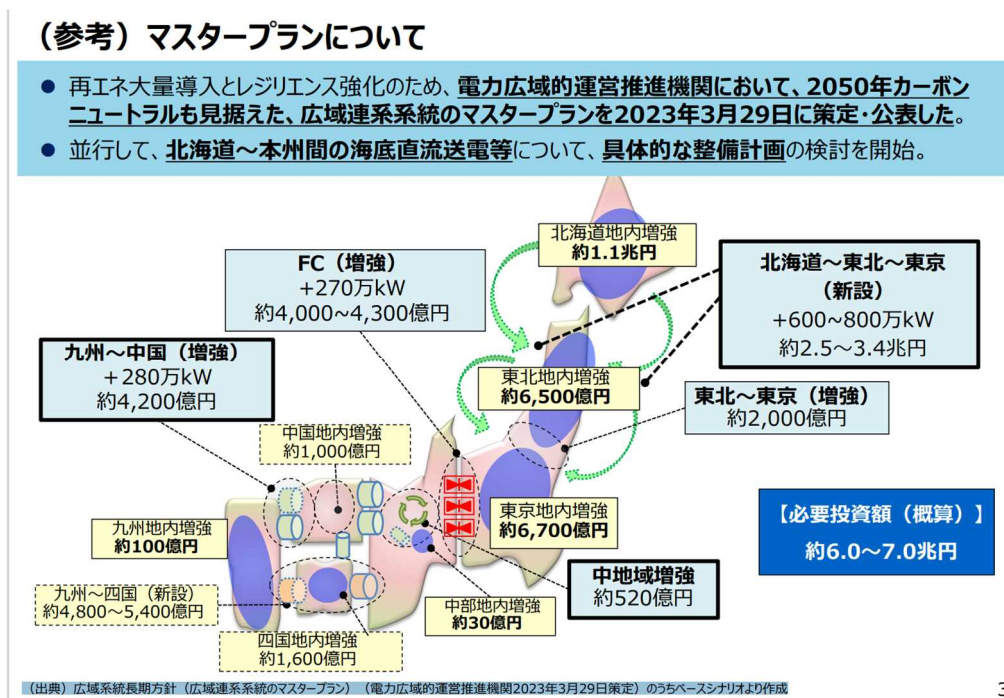 （参考）マスタープランについて
● 再エネ大量導入とレジリエンス強化のため、電力広域的運営推進機関において、2050年カーボン
ニュートラルも見据えた、広域連系系統のマスタープランを2023年3月29日に策定・公表した。
● 並行して、北海道～本州間の海底直流送電等について、具体的な整備計画の検討を開始。
北海道地内増強
約1.1兆円
FC（増強）
+270万kW
約4,000～4,300億円
北海道～東北～東京
（新設）
+600～800万kW
約2.5～3.4兆円
九州～中国（増強）
+280万kW
約4,200億円
東北地内増強
約6,500億円
東北～東京（増強）
約2,000億円
中国地内増強
約1,000億円
九州地内増強
約100億円
東京地内増強
約6,700億円
【必要投資額（概算）】
約6.0～7.0兆円
中地域増強
約520億円
九州～四国（新設）
約4,800～5,400億円
中部地内増強
約30億円
四国地内増強
約1,600億円
（出典）広域系統長期方針（広域連系系統のマスタープラン）（電力広域的運営推進機関2023年3月29日策定）のうちベースシナリオより作成